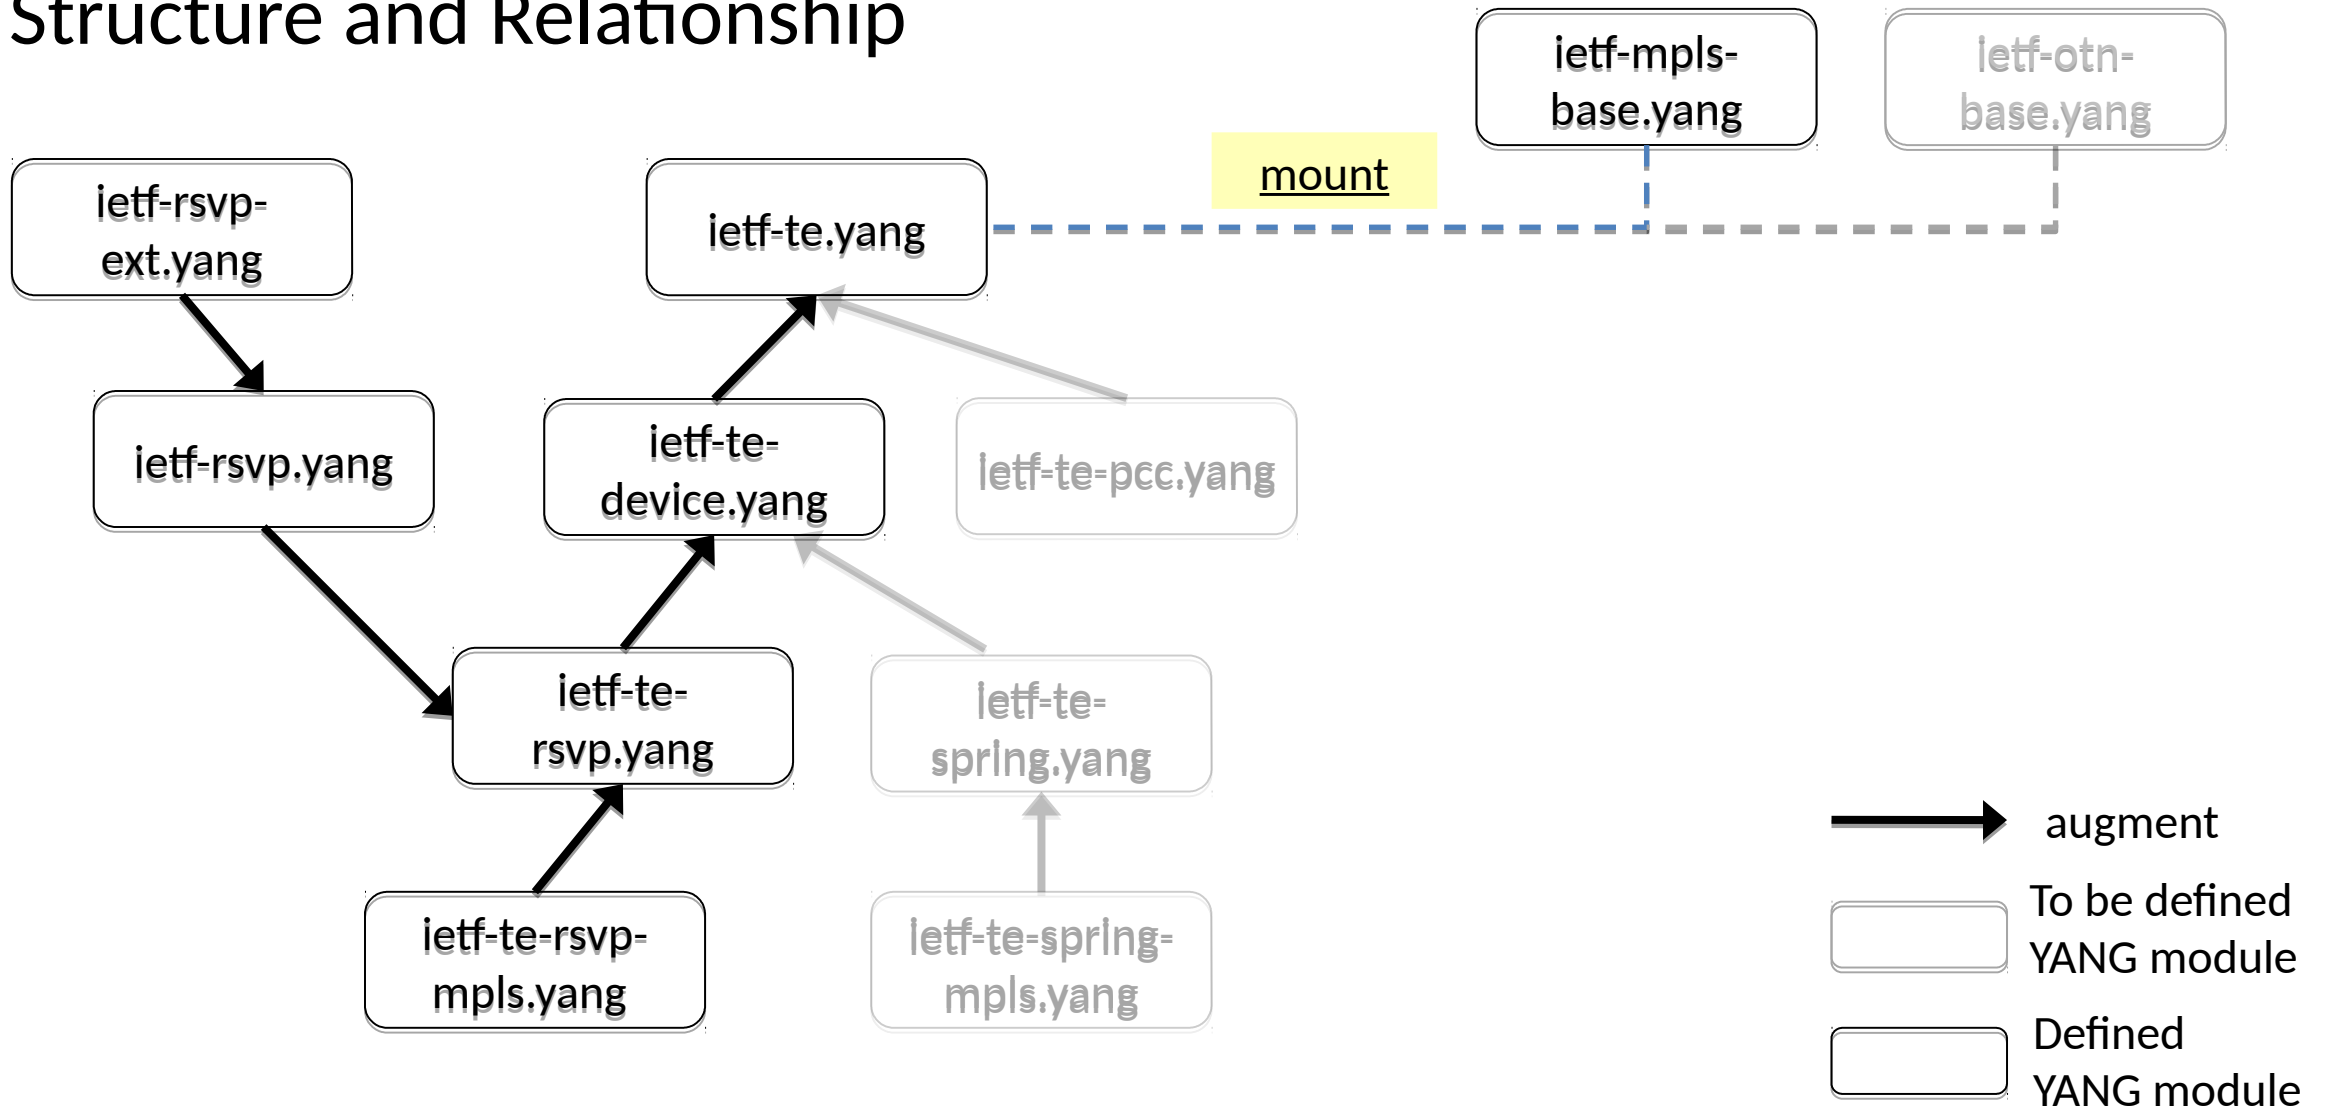 Structure and Relationship
ietf-mpls-
base.yang
ietf-otn-
base.yang
mount
ietf-rsvp-
ext.yang
ietf-te.yang
ietf-rsvp.yang
ietf-te-
device.yang
ietf-te-pcc.yang
ietf-te-
rsvp.yang
ietf-te-
spring.yang
ietf-te-rsvp-
mpls.yang
ietf-te-spring-
mpls.yang
augment
To be defined
YANG module
Defined
YANG module